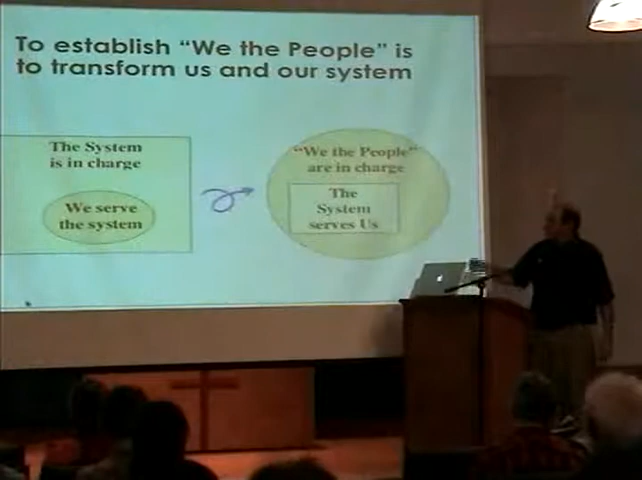 To establish “We the People” is
to transform us and our system
The System
is in charge
We serve
the system
“We the People”
are in charge
The
System
serves Us